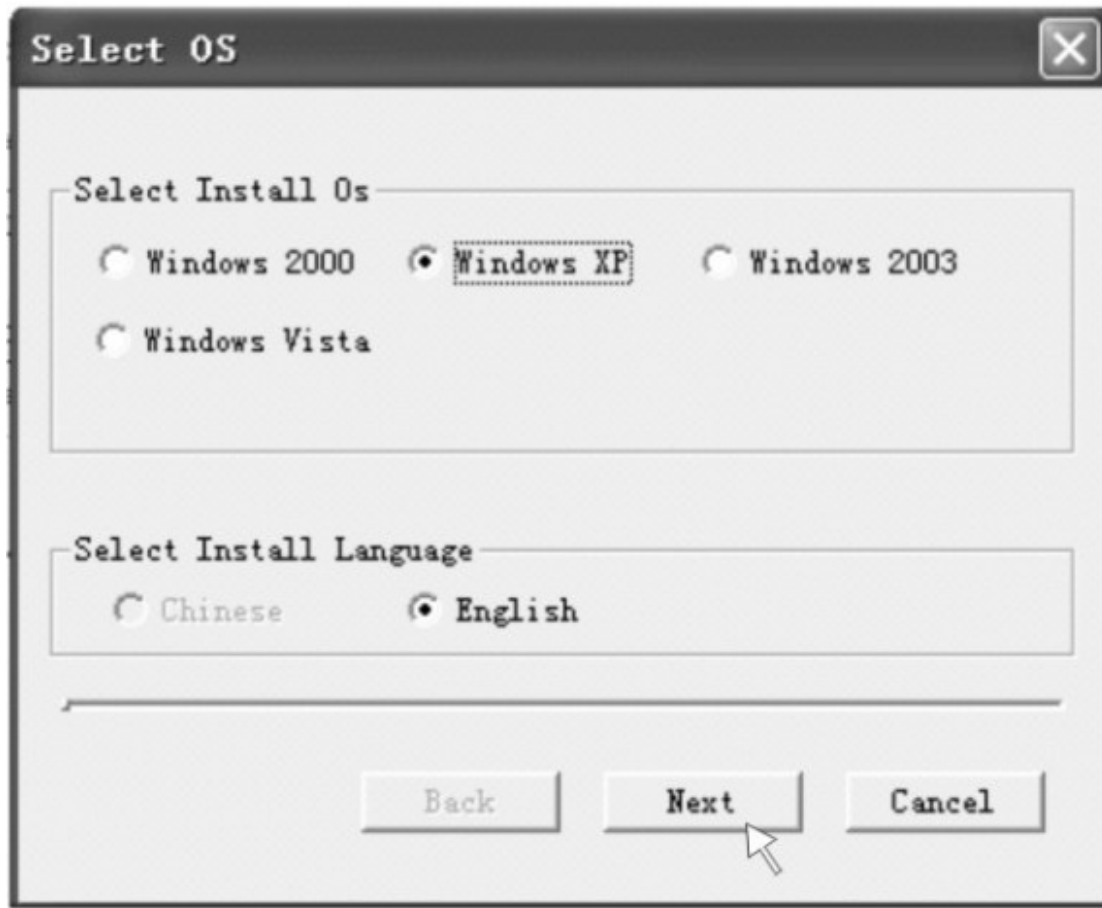 Select OS
Select Install Os
Windows 2000 Windows XP Windows 2003
Windows Vista
Select Install Language
Chinese English
Back Next Cancel